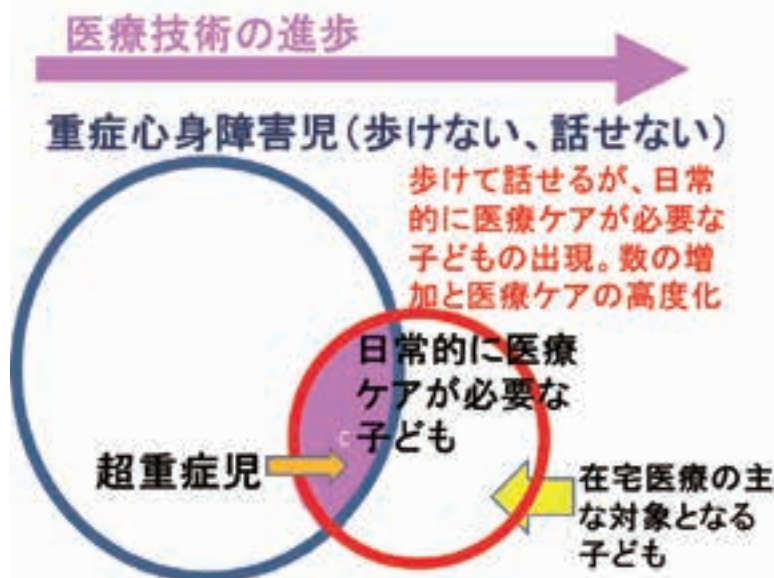 医療技術の進歩
重症心身障害児（歩けない、話せない）
歩けて話せるが、日常
的に医療ケアが必要な
子どもの出現。数の増
加と医療ケアの高度化
日常的に医療
ケアが必要な
子ども
超重症児
在宅医療の主
な対象となる
子ども